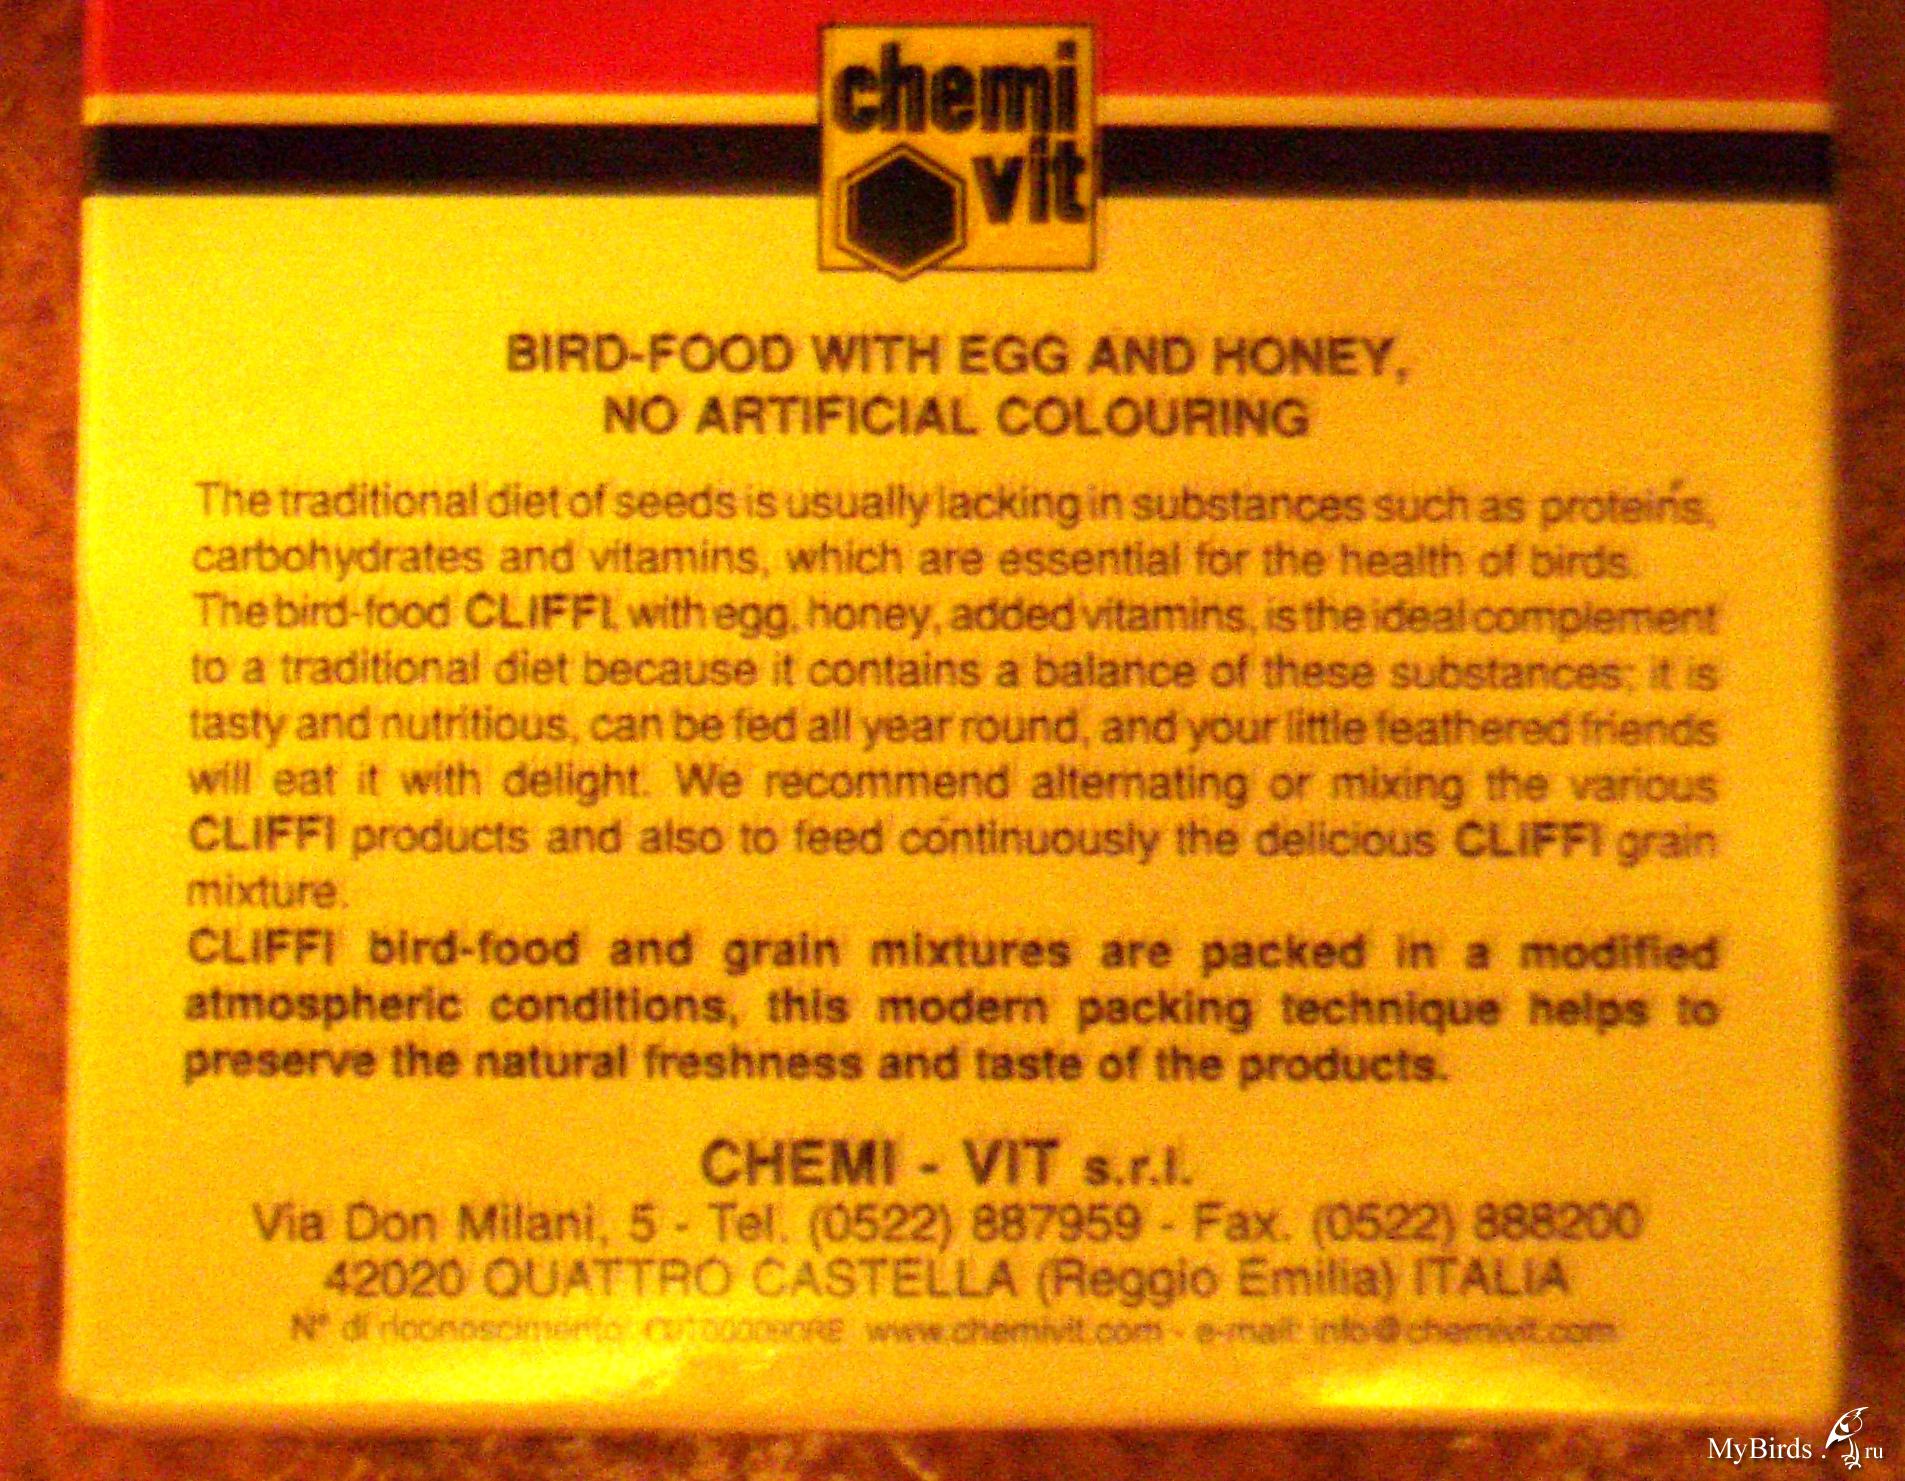 chemi
vit
BIRD-FOOD WITH EGG AND HONEY,
NO ARTIFICIAL COLOURING
The traditional diet of seeds is usually lacking in substances such as proteins,
carbohydrates and vitamins, which are essential for the health of birds.
The bird-food CLIFFI, with egg, honey, added vitamins, is the ideal complement
to a traditional diet because it contains a balance of these substances; it is
tasty and nutritious, can be fed all year round, and your little feathered friends
will eat it with delight. We recommend alternating or mixing the various
CLIFFI products and also to feed continuously the delicious CLIFFI grain
mixture.
CLIFFI bird-food and grain mixtures are packed in a modified
atmospheric conditions, this modern packing technique helps to
preserve the natural freshness and taste of the products.
CHEMI - VIT s.r.l.
Via Don Milani, 5 - Tel. (0522) 887959 - Fax. (0522) 888200
42020 QUATTRO CASTELLA (Reggio Emilia) ITALIA
N° di riconoscimento: www.chemivit.com - e-mail: info@chemivit.com
MyBirds.ru